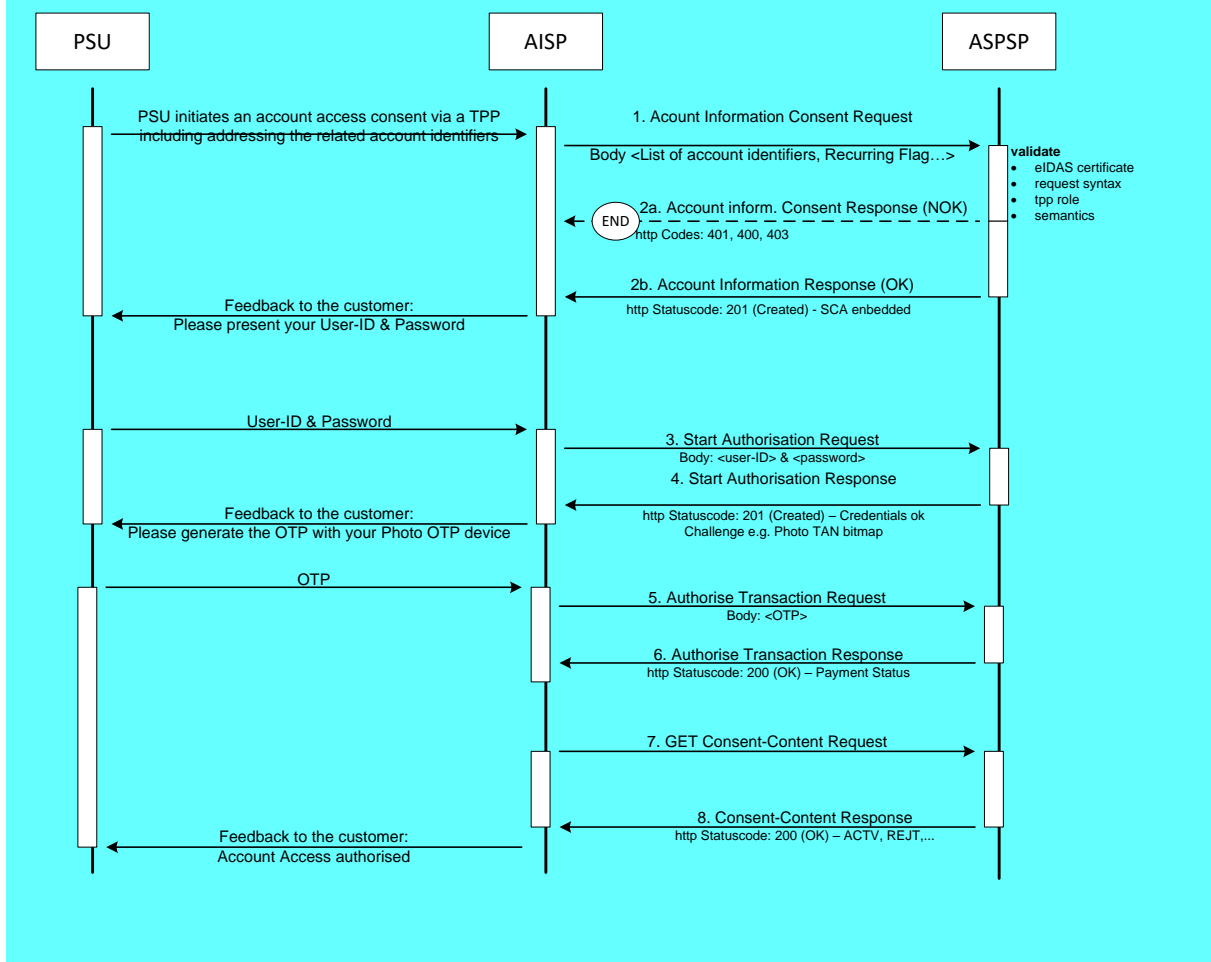 PSU
AISP
ASPSP
PSU initiates an account access consent via a TPP
including addressing the related account identifiers
1. Acount Information Consent Request
Body <List of account identifiers, Recurring Flag…>
validate
• eIDAS certificate
• request syntax
• tpp role
• semantics
2a. Account inform. Consent Response (NOK)
END
http Codes: 401, 400, 403
2b. Account Information Response (OK)
http Statuscode: 201 (Created) - SCA enbedded
Feedback to the customer:
Please present your User-ID & Password
User-ID & Password
3. Start Authorisation Request
Body: <user-ID> & <password>
4. Start Authorisation Response
http Statuscode: 201 (Created) – Credentials ok
Challenge e.g. Photo TAN bitmap
Feedback to the customer:
Please generate the OTP with your Photo OTP device
OTP
5. Authorise Transaction Request
Body: <OTP>
6. Authorise Transaction Response
http Statuscode: 200 (OK) – Payment Status
7. GET Consent-Content Request
8. Consent-Content Response
http Statuscode: 200 (OK) – ACTV, REJT,...
Feedback to the customer:
Account Access authorised